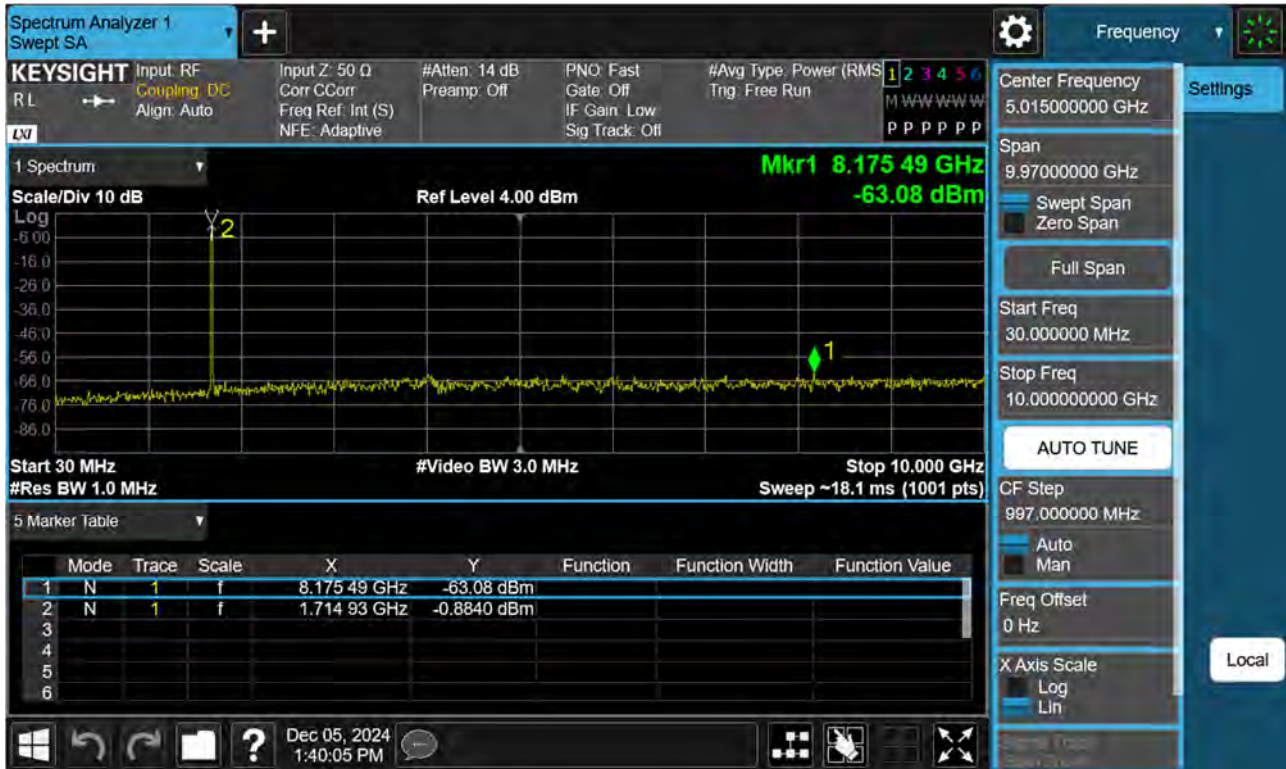 Spectrum Analyzer 1
Swept SA
+
Frequency
KEYSIGHT
RL
LXI
Input: RF
Coupling: DC
Align: Auto
Input Z: 50 Ω
Corr CCorr
Freq Ref: Int (S)
NFE: Adaptive
#Atten: 14 dB
Preamp: Off
PNO: Fast
Gate: Off
IF Gain: Low
Sig Track: Off
#Avg Type: Power (RMS
Trig: Free Run
1 2 3 4 5 6
M W W W W W
P P P P P P
1 Spectrum
Scale/Div 10 dB
Ref Level 4.00 dBm
Mkr1 8.175 49 GHz
-63.08 dBm
Log
-6.00
-16.0
-26.0
-36.0
-46.0
-56.0
-66.0
-76.0
-86.0
2
1
Start 30 MHz
#Video BW 3.0 MHz
Stop 10.000 GHz
#Res BW 1.0 MHz
Sweep ~18.1 ms (1001 pts)
5 Marker Table
Mode Trace Scale X Y Function Function Width Function Value
1 N 1 f 8.175 49 GHz -63.08 dBm
2 N 1 f 1.714 93 GHz -0.8840 dBm
3
4
5
6
Center Frequency
5.015000000 GHz
Settings
Span
9.97000000 GHz
Swept Span
Zero Span
Full Span
Start Freq
30.000000 MHz
Stop Freq
10.000000000 GHz
AUTO TUNE
CF Step
997.000000 MHz
Auto
Man
Freq Offset
0 Hz
X Axis Scale
Log
Lin
Local
?
Dec 05, 2024
1:40:05 PM